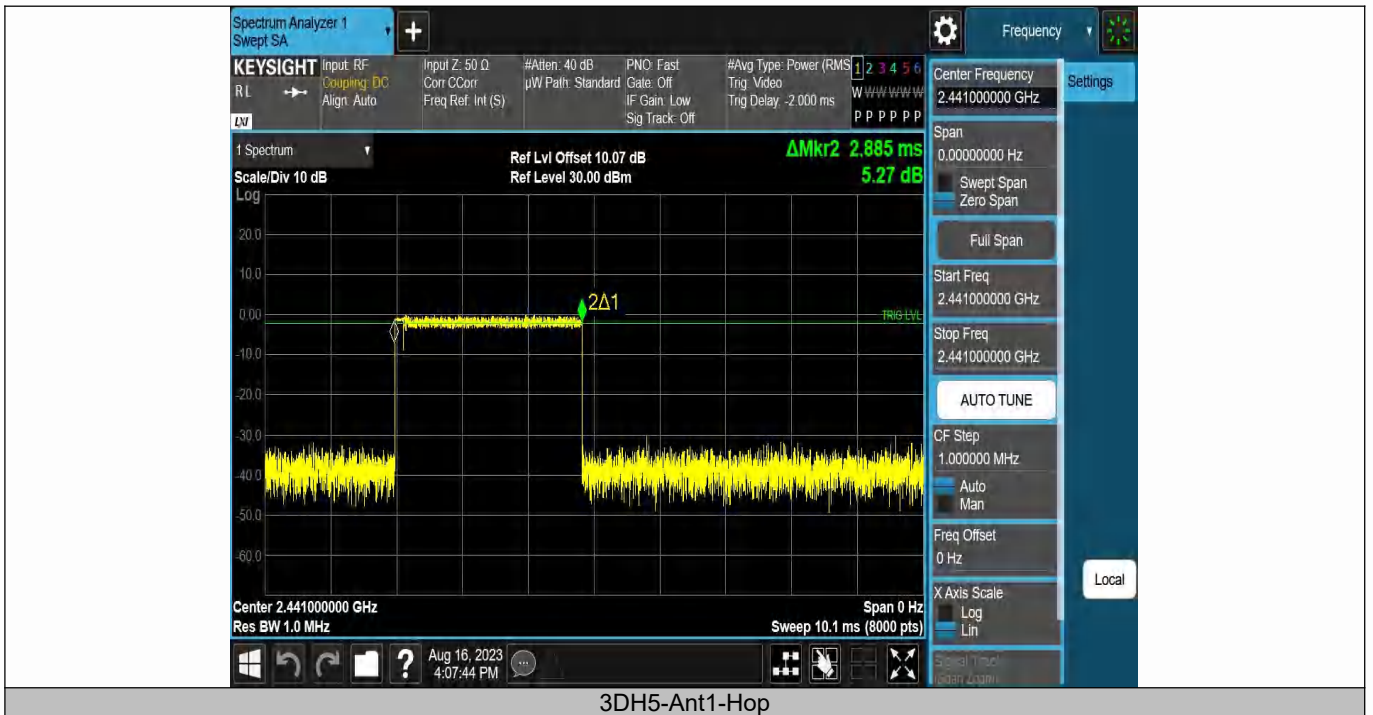 Spectrum Analyzer 1
Swept SA
+
Frequency
KEYSIGHT
RL
LXI
Input: RF
Coupling: DC
Align: Auto
Input Z: 50 Ω
Corr CCorr
Freq Ref: Int (S)
#Atten: 40 dB
µW Path: Standard
PNO: Fast
Gate: Off
IF Gain: Low
Sig Track: Off
#Avg Type: Power (RMS
Trig: Video
Trig Delay: -2.000 ms
1 2 3 4 5 6
W W W W W W
P P P P P P
Center Frequency
2.441000000 GHz
Settings
1 Spectrum
Scale/Div 10 dB
Ref Lvl Offset 10.07 dB
Ref Level 30.00 dBm
ΔMkr2 2.885 ms
5.27 dB
Log
20.0
10.0
0.00
-10.0
-20.0
-30.0
-40.0
-50.0
-60.0
2Δ1
TRIG LVL
Span
0.00000000 Hz
Swept Span
Zero Span
Full Span
Start Freq
2.441000000 GHz
Stop Freq
2.441000000 GHz
AUTO TUNE
CF Step
1.000000 MHz
Auto
Man
Freq Offset
0 Hz
X Axis Scale
Log
Lin
Signal Track
(Span Zoom)
Local
Center 2.441000000 GHz
Res BW 1.0 MHz
Span 0 Hz
Sweep 10.1 ms (8000 pts)
?
Aug 16, 2023
4:07:44 PM
3DH5-Ant1-Hop